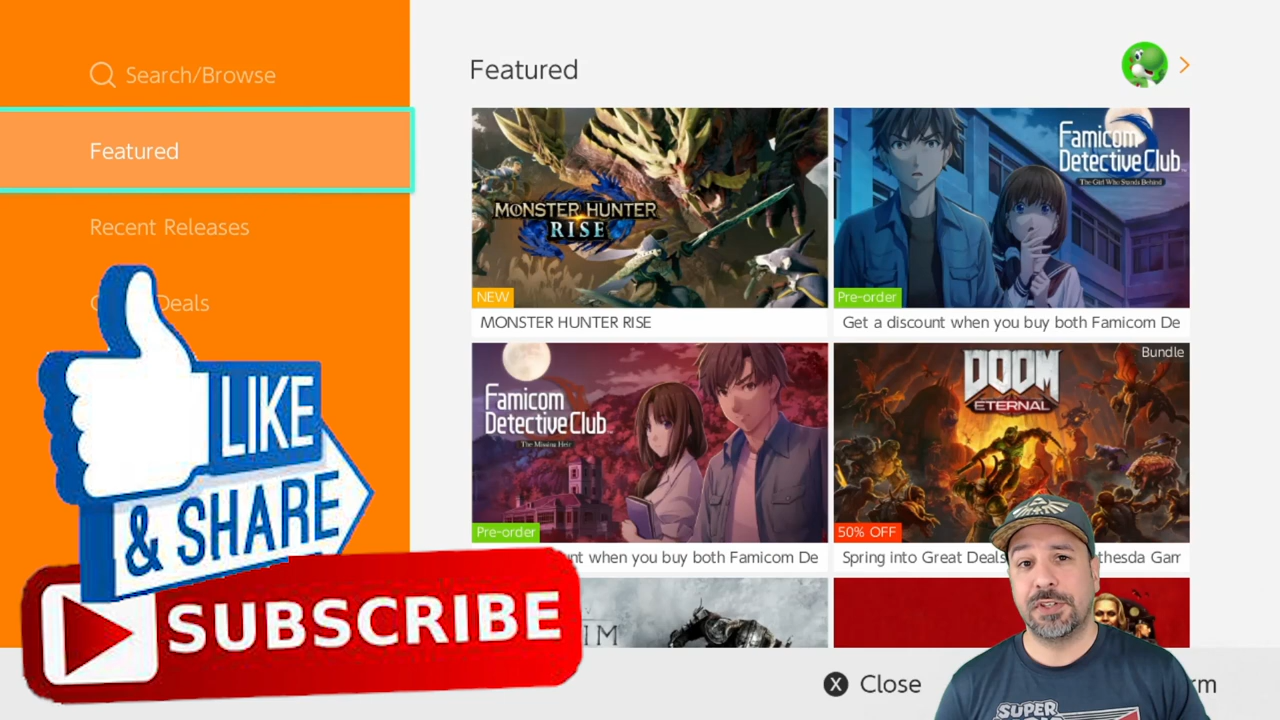 Search/Browse
Featured
Recent Releases
Deals
LIKE
& SHARE
SUBSCRIBE
Featured
MONSTER HUNTER
RISE
NEW
MONSTER HUNTER RISE
Famicom
Detective Club
The Girl Who Stands Behind
Pre-order
Get a discount when you buy both Famicom De
Famicom
Detective Club
The Missing Heir
Pre-order
nt when you buy both Famicom De
Bundle
DOOM
ETERNAL
50% OFF
Spring into Great Deals thesda Gam
IM
X Close
rm
SUPER